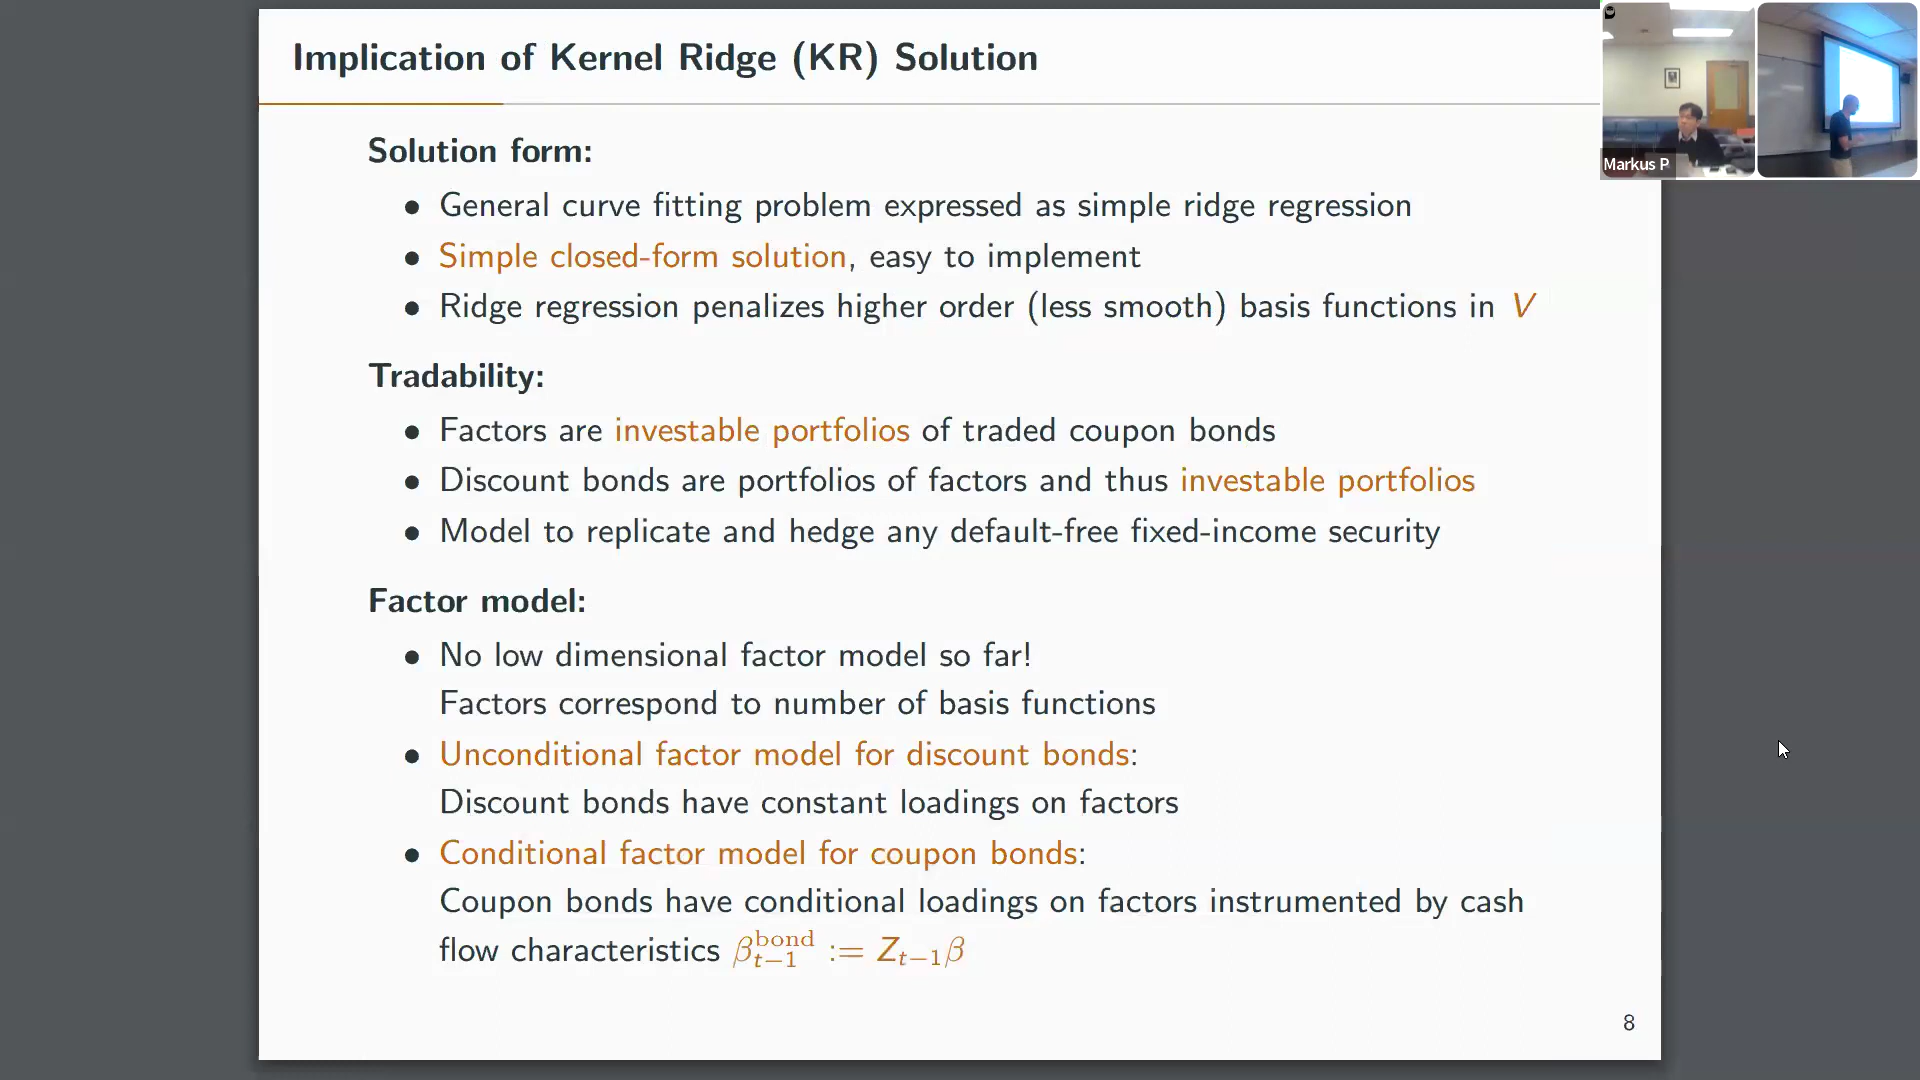 Implication of Kernel Ridge (KR) Solution
Markus P
Solution form:
• General curve fitting problem expressed as simple ridge regression
• Simple closed-form solution, easy to implement
• Ridge regression penalizes higher order (less smooth) basis functions in V
Tradability:
• Factors are investable portfolios of traded coupon bonds
• Discount bonds are portfolios of factors and thus investable portfolios
• Model to replicate and hedge any default-free fixed-income security
Factor model:
• No low dimensional factor model so far!
Factors correspond to number of basis functions
• Unconditional factor model for discount bonds:
Discount bonds have constant loadings on factors
• Conditional factor model for coupon bonds:
Coupon bonds have conditional loadings on factors instrumented by cash
flow characteristics $\beta_{t-1}^{\text{bond}} := Z_{t-1}\beta$
8